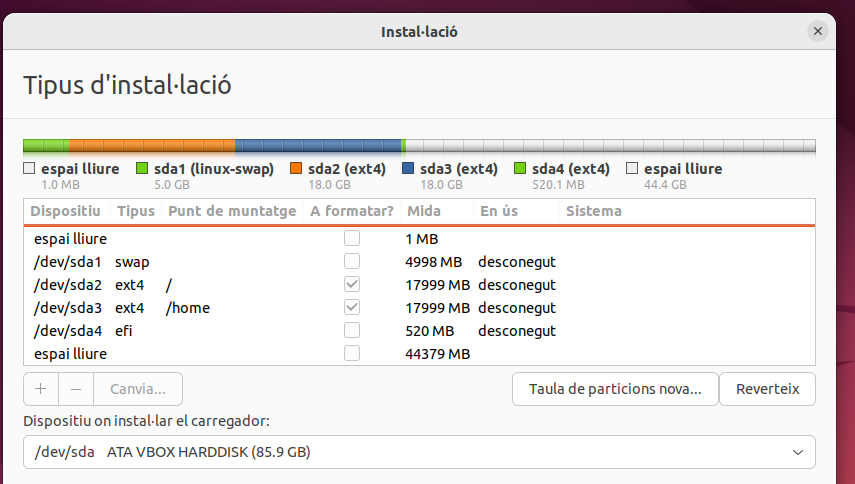 Instal·lació
Tipus d'instal·lació
espai lliure sda1 (linux-swap) sda2 (ext4) sda3 (ext4) sda4 (ext4) espai lliure
1.0 MB 5.0 GB 18.0 GB 18.0 GB 520.1 MB 44.4 GB
Dispositiu Tipus Punt de muntatge A formatar? Mida En ús Sistema
espai lliure 1 MB
/dev/sda1 swap 4998 MB desconegut
/dev/sda2 ext4 / 17999 MB desconegut
/dev/sda3 ext4 /home 17999 MB desconegut
/dev/sda4 efi 520 MB desconegut
espai lliure 44379 MB
+ − Canvia... Taula de particions nova... Reverteix
Dispositiu on instal·lar el carregador:
/dev/sda ATA VBOX HARDDISK (85.9 GB)